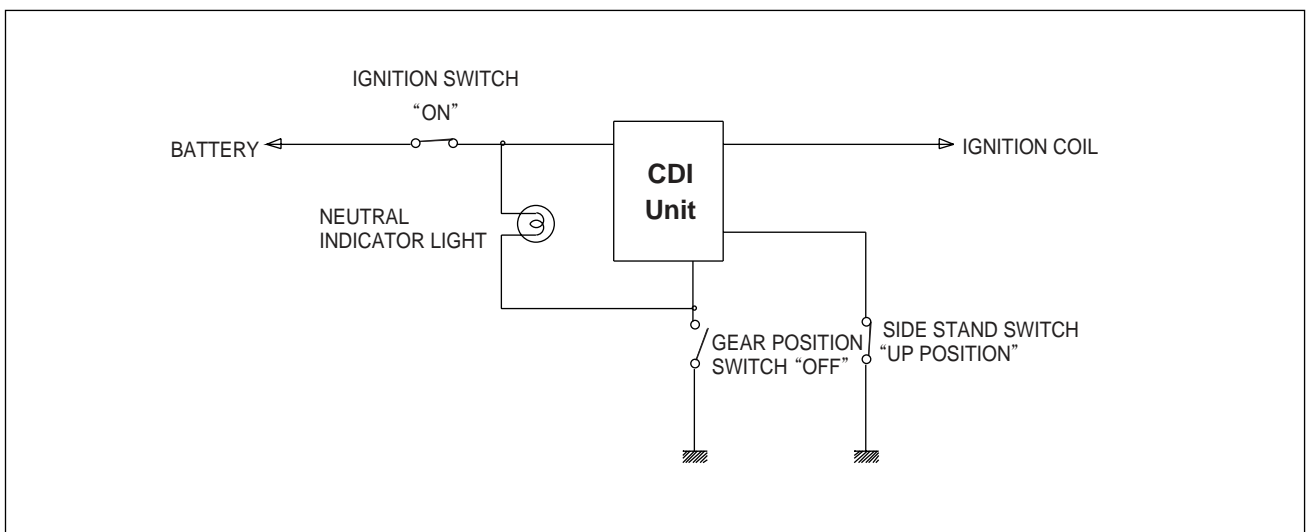 IGNITION SWITCH
“ON”
BATTERY
IGNITION COIL
CDI
Unit
NEUTRAL
INDICATOR LIGHT
GEAR POSITION
SWITCH “OFF”
SIDE STAND SWITCH
“UP POSITION”